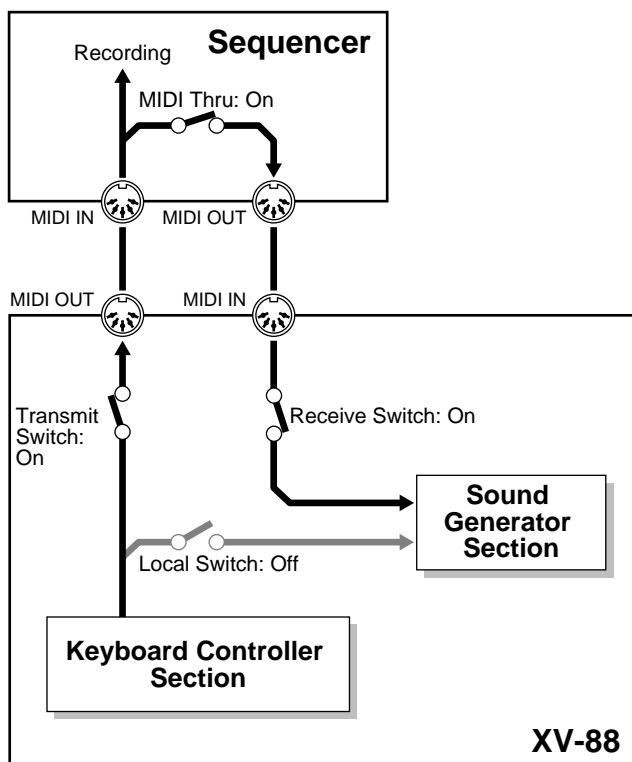 Sequencer
Recording
MIDI Thru: On
MIDI IN
MIDI OUT
MIDI OUT
MIDI IN
Transmit
Switch:
On
Receive Switch: On
Sound
Generator
Section
Local Switch: Off
Keyboard Controller
Section
XV-88